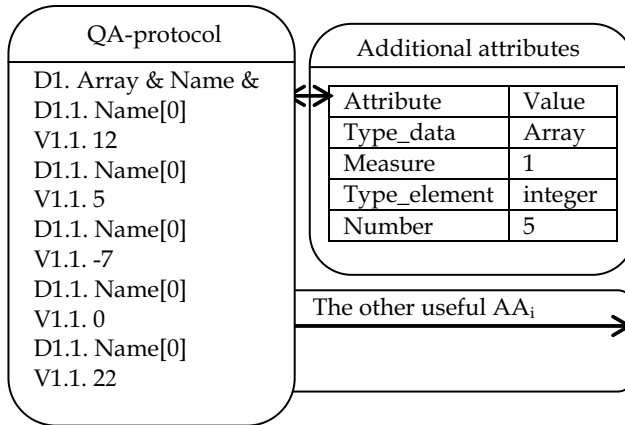 QA-protocol
D1. Array & Name &
D1.1. Name[0]
V1.1. 12
D1.1. Name[0]
V1.1. 5
D1.1. Name[0]
V1.1. -7
D1.1. Name[0]
V1.1. 0
D1.1. Name[0]
V1.1. 22
Additional attributes
Attribute Value
Type_data Array
Measure 1
Type_element integer
Number 5
The other useful AAi